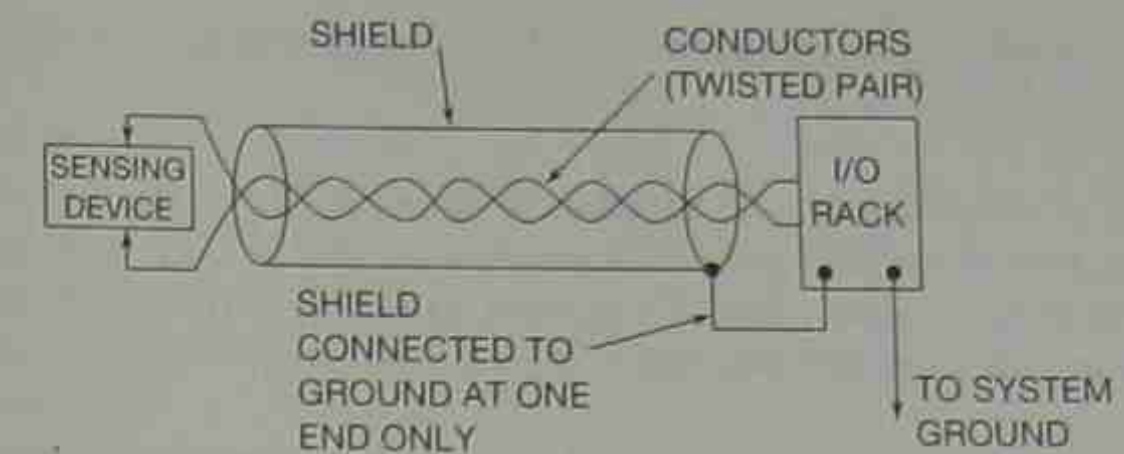 SHIELD
CONDUCTORS
(TWISTED PAIR)
SENSING
DEVICE
I/O
RACK
SHIELD
CONNECTED TO
GROUND AT ONE
END ONLY
TO SYSTEM
GROUND